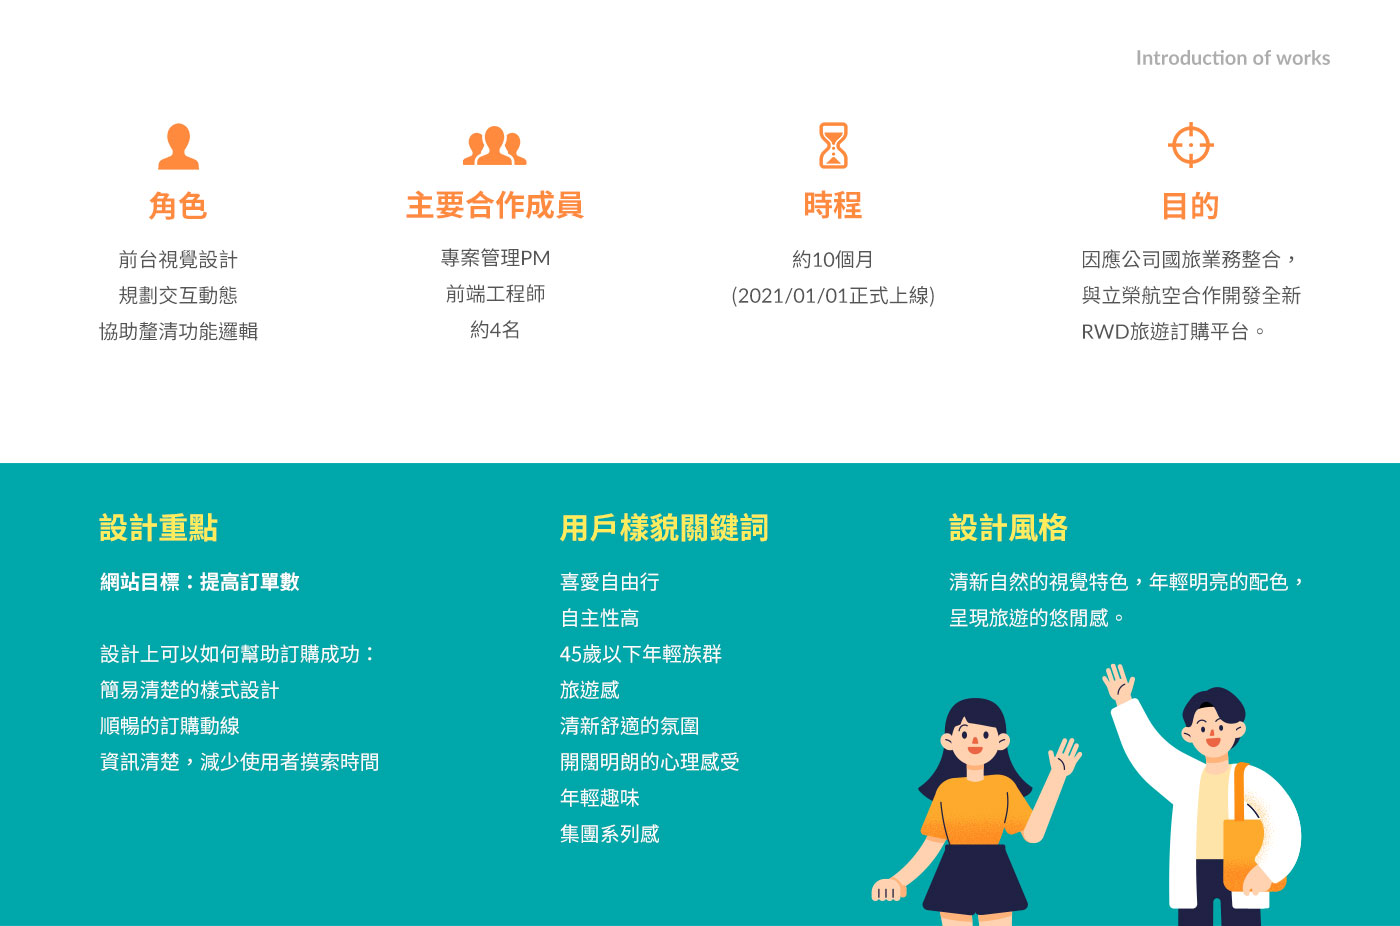 Introduction of works
角色
前台視覺設計
規劃交互動態
協助釐清功能邏輯
主要合作成員
專案管理PM
前端工程師
約4名
時程
約10個月
(2021/01/01正式上線)
目的
因應公司國旅業務整合，
與立榮航空合作開發全新
RWD旅遊訂購平台。
設計重點
網站目標：提高訂單數
設計上可以如何幫助訂購成功：
簡易清楚的樣式設計
順暢的訂購動線
資訊清楚，減少使用者摸索時間
用戶樣貌關鍵詞
喜愛自由行
自主性高
45歲以下年輕族群
旅遊感
清新舒適的氛圍
開闊明朗的心理感受
年輕趣味
集團系列感
設計風格
清新自然的視覺特色，年輕明亮的配色，
呈現旅遊的悠閒感。